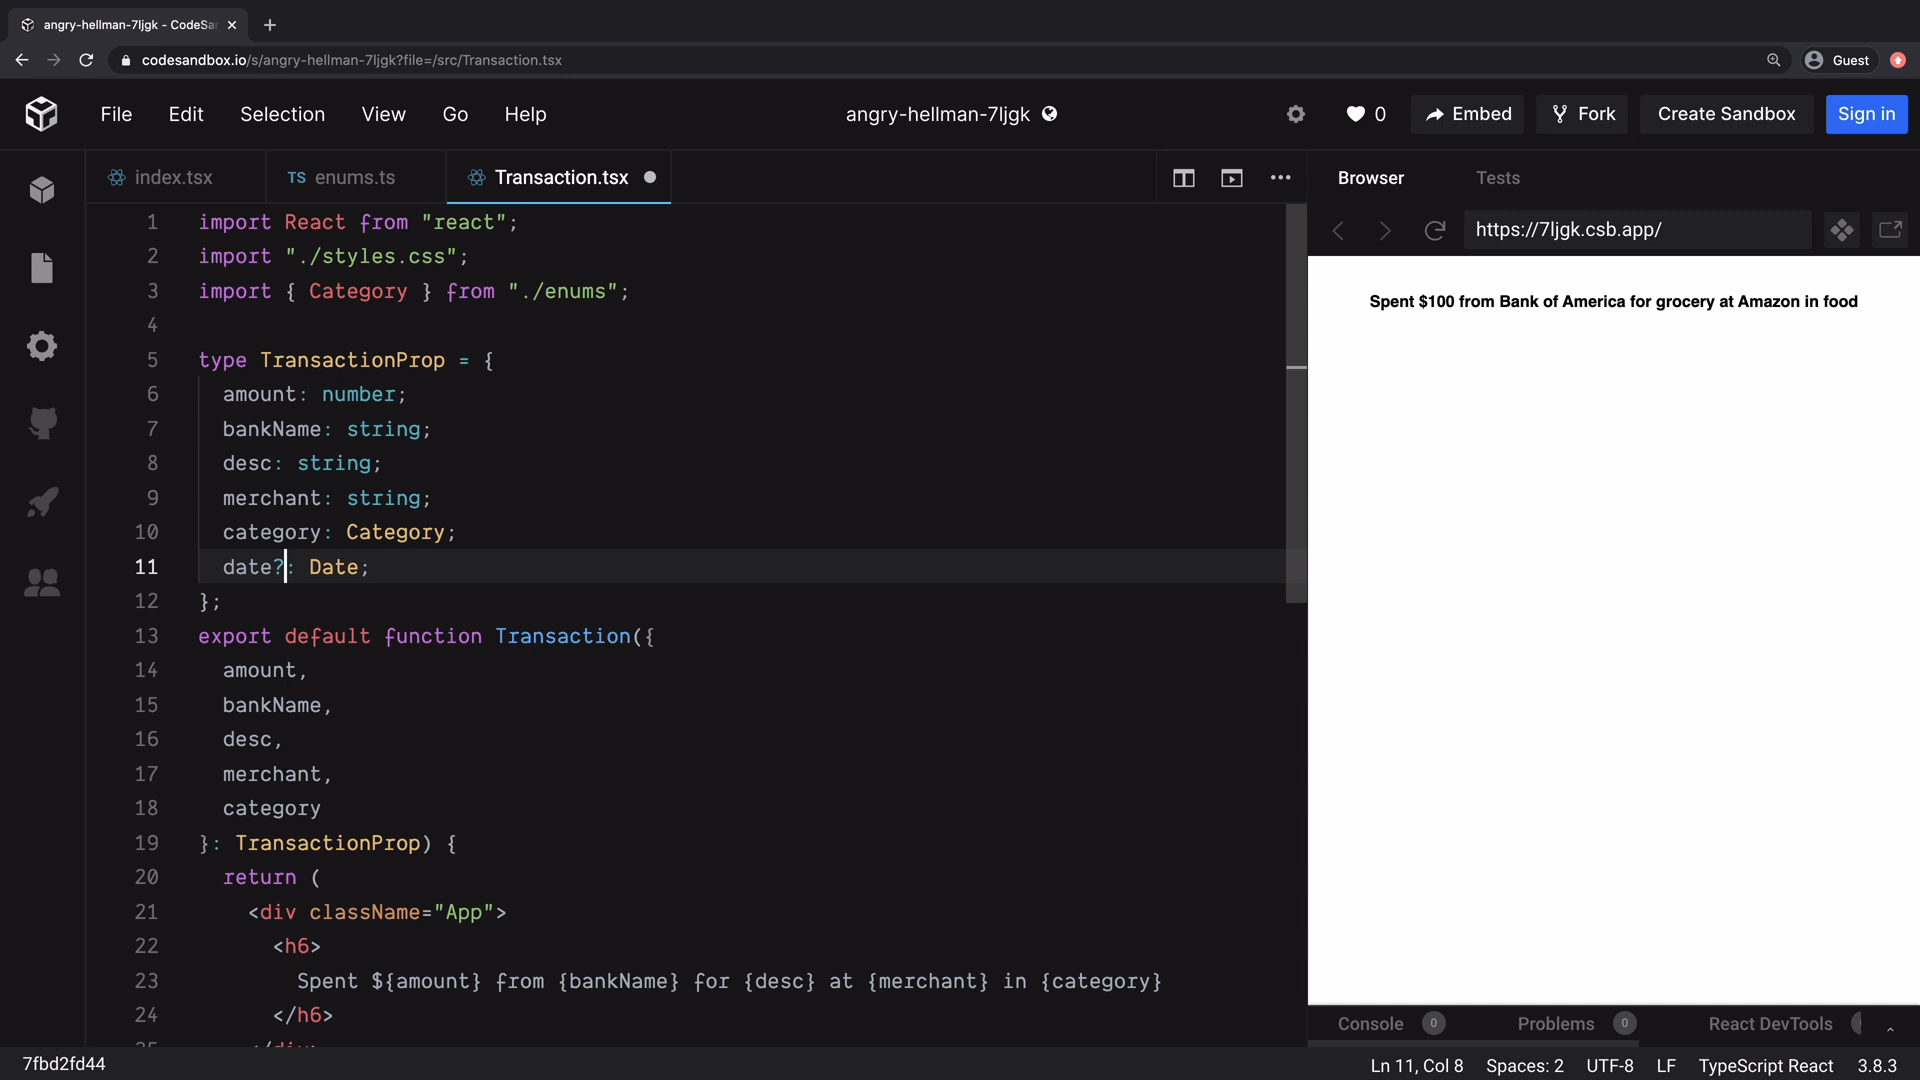 angry-hellman-7ljgk - CodeSa
codesandbox.io/s/angry-hellman-7ljgk?file=/src/Transaction.tsx
Guest
File Edit Selection View Go Help
angry-hellman-7ljgk
0
Embed
Fork
Create Sandbox
Sign in
index.tsx
TS enums.ts
Transaction.tsx
Browser
Tests
https://7ljgk.csb.app/
1 import React from "react";
2 import "./styles.css";
3 import { Category } from "./enums";
4
5 type TransactionProp = {
6 amount: number;
7 bankName: string;
8 desc: string;
9 merchant: string;
10 category: Category;
11 date?: Date;
12 };
13 export default function Transaction({
14 amount,
15 bankName,
16 desc,
17 merchant,
18 category
19 }: TransactionProp) {
20 return (
21 <div className="App">
22 <h6>
23 Spent ${amount} from {bankName} for {desc} at {merchant} in {category}
24 </h6>
Spent $100 from Bank of America for grocery at Amazon in food
Console 0
Problems 0
React DevTools
7fbd2fd44
Ln 11, Col 8 Spaces: 2 UTF-8 LF TypeScript React 3.8.3